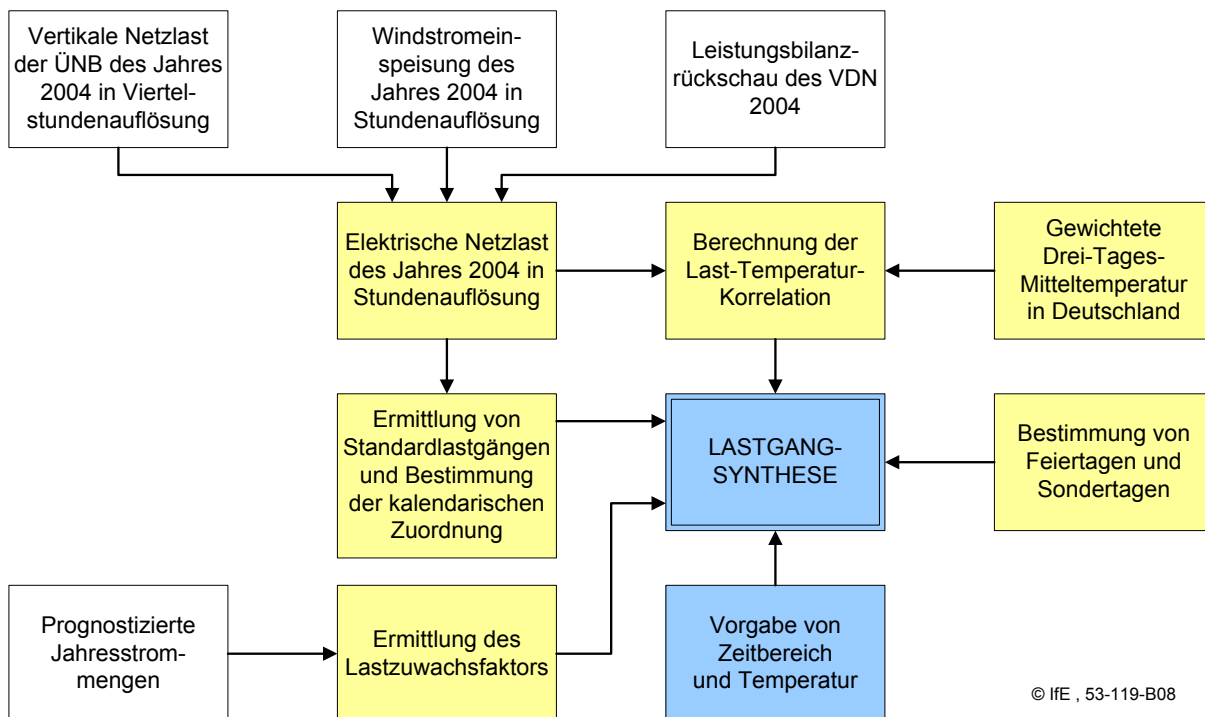 Vertikale Netzlast
der ÜNB des Jahres
2004 in Viertel-
stundenauflösung
Windstromein-
speisung des
Jahres 2004 in
Stundenauflösung
Leistungsbilanz-
rückschau des VDN
2004
Elektrische Netzlast
des Jahres 2004 in
Stundenauflösung
Berechnung der
Last-Temperatur-
Korrelation
Gewichtete
Drei-Tages-
Mitteltemperatur
in Deutschland
Ermittlung von
Standardlastgängen
und Bestimmung
der kalendarischen
Zuordnung
LASTGANG-
SYNTHESE
Bestimmung von
Feiertagen und
Sondertagen
Prognostizierte
Jahresstrom-
mengen
Ermittlung des
Lastzuwachsfaktors
Vorgabe von
Zeitbereich
und Temperatur
© IfE , 53-119-B08